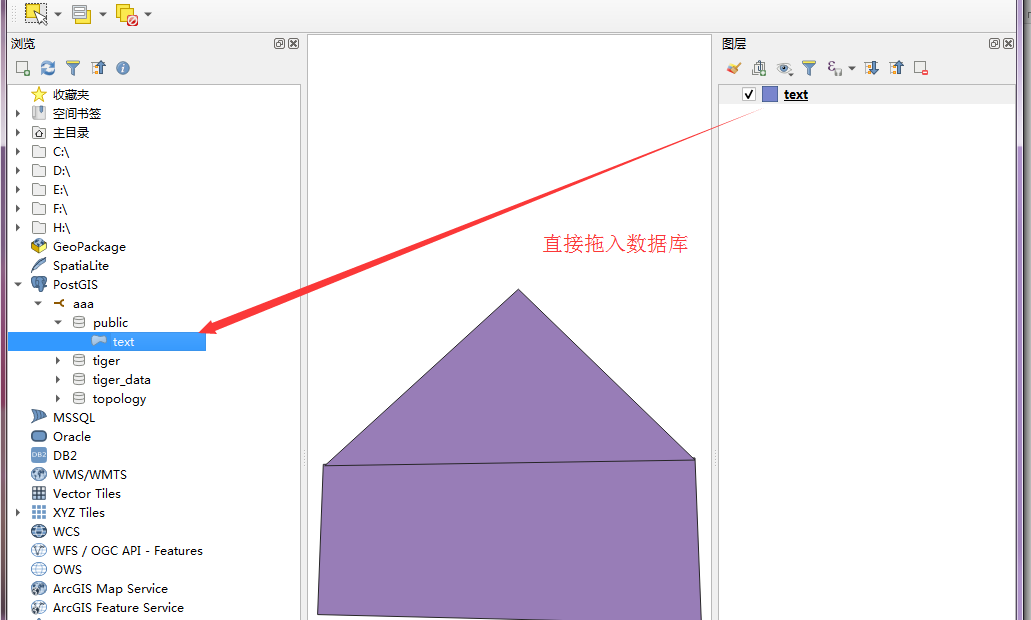 浏览
收藏夹
空间书签
主目录
C:\
D:\
E:\
F:\
H:\
GeoPackage
SpatiaLite
PostGIS
aaa
public
text
tiger
tiger_data
topology
MSSQL
Oracle
DB2
DB2
WMS/WMTS
Vector Tiles
XYZ Tiles
WCS
WFS / OGC API - Features
OWS
ArcGIS Map Service
ArcGIS Feature Service
直接拖入数据库
图层
text